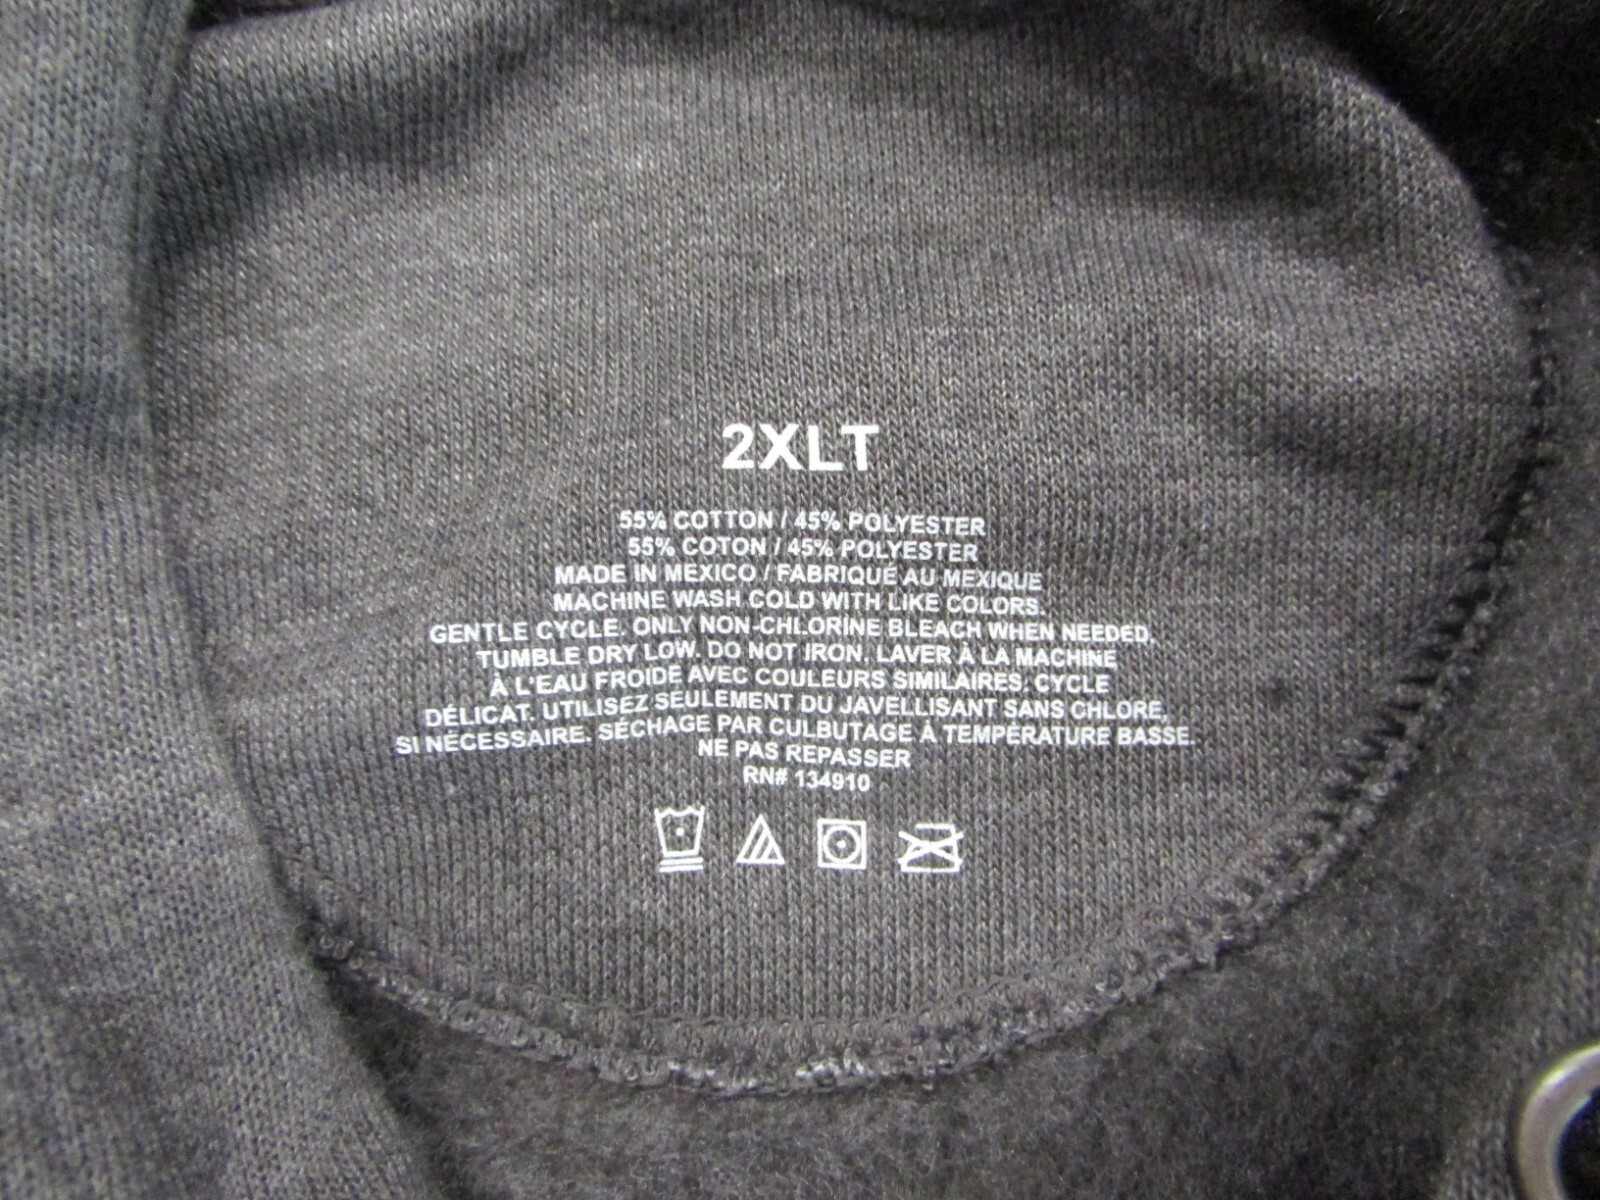 2XLT
55% COTTON / 45% POLYESTER
55% COTON / 45% POLYESTER
MADE IN MEXICO / FABRIQUÉ AU MEXIQUE
MACHINE WASH COLD WITH LIKE COLORS.
GENTLE CYCLE. ONLY NON-CHLORINE BLEACH WHEN NEEDED.
TUMBLE DRY LOW. DO NOT IRON. LAVER À LA MACHINE
À L'EAU FROIDE AVEC COULEURS SIMILAIRES. CYCLE
DÉLICAT. UTILISEZ SEULEMENT DU JAVELLISANT SANS CHLORE,
SI NÉCESSAIRE. SÉCHAGE PAR CULBUTAGE À TEMPÉRATURE BASSE.
NE PAS REPASSER
RN# 134910